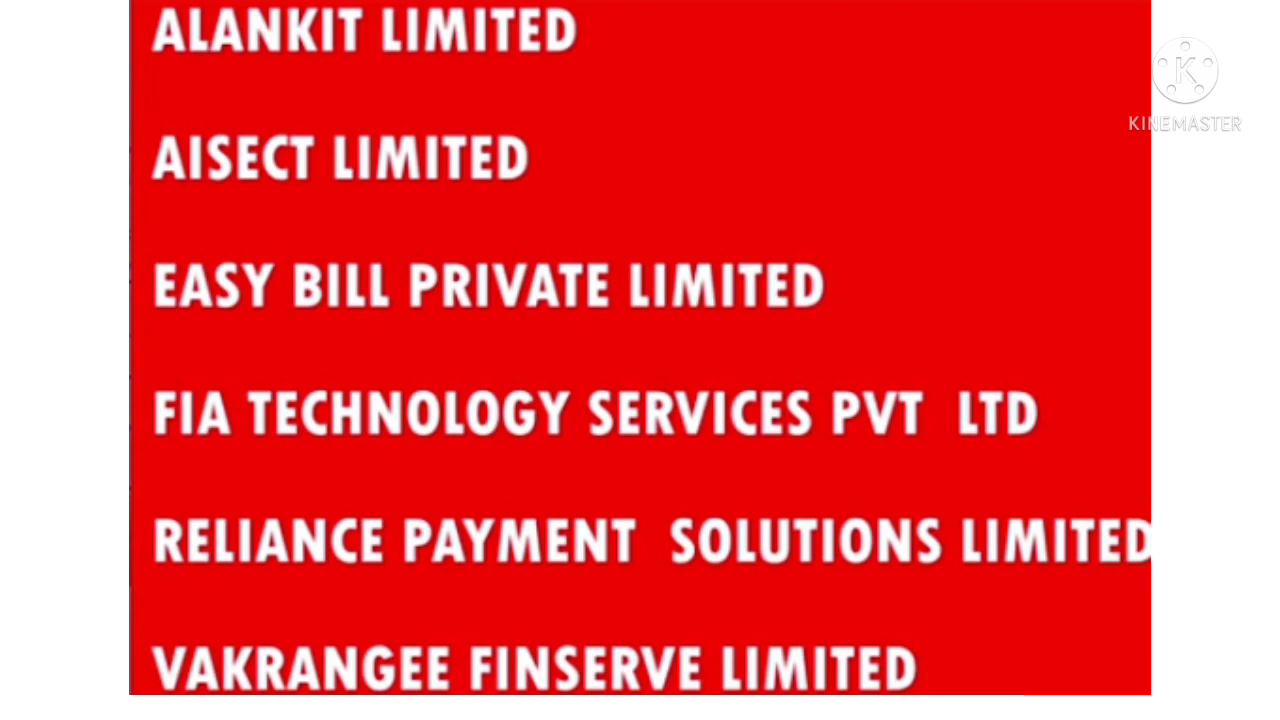 ALANKIT LIMITED
K
KINEMASTER
AISECT LIMITED
EASY BILL PRIVATE LIMITED
FIA TECHNOLOGY SERVICES PVT LTD
RELIANCE PAYMENT SOLUTIONS LIMITED
VAKRANGEE FINSERVE LIMITED